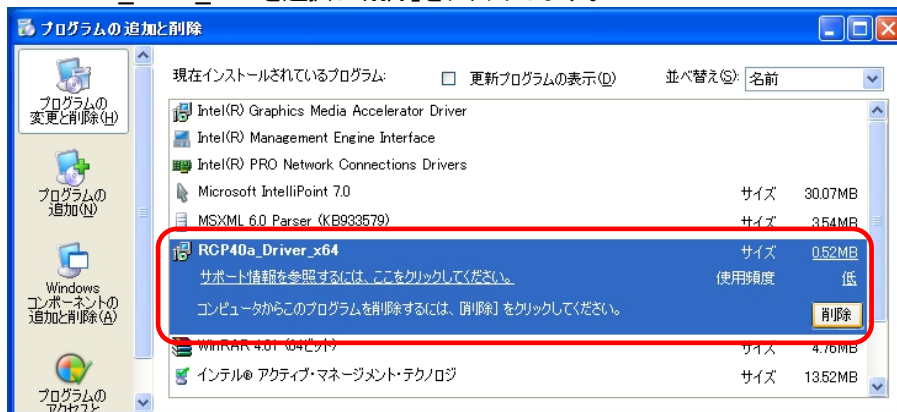 プログラムの追加と削除
現在インストールされているプログラム:
更新プログラムの表示(D)
並べ替え(S): 名前
プログラムの
変更と削除(H)
プログラムの
追加(N)
Windows
コンポーネントの
追加と削除(A)
プログラムの
Intel(R) Graphics Media Accelerator Driver
Intel(R) Management Engine Interface
Intel(R) PRO Network Connections Drivers
Microsoft IntelliPoint 7.0 サイズ 30.07MB
MSXML 6.0 Parser (KB933579) サイズ 3.54MB
RCP40a_Driver_x64 サイズ 0.52MB
サポート情報を参照するには、ここをクリックしてください。 使用頻度 低
コンピュータからこのプログラムを削除するには、[削除] をクリックしてください。 削除
WinRAR 4.01 (64ビット) サイズ 4.76MB
インテル® アクティブ・マネージメント・テクノロジ サイズ 13.52MB